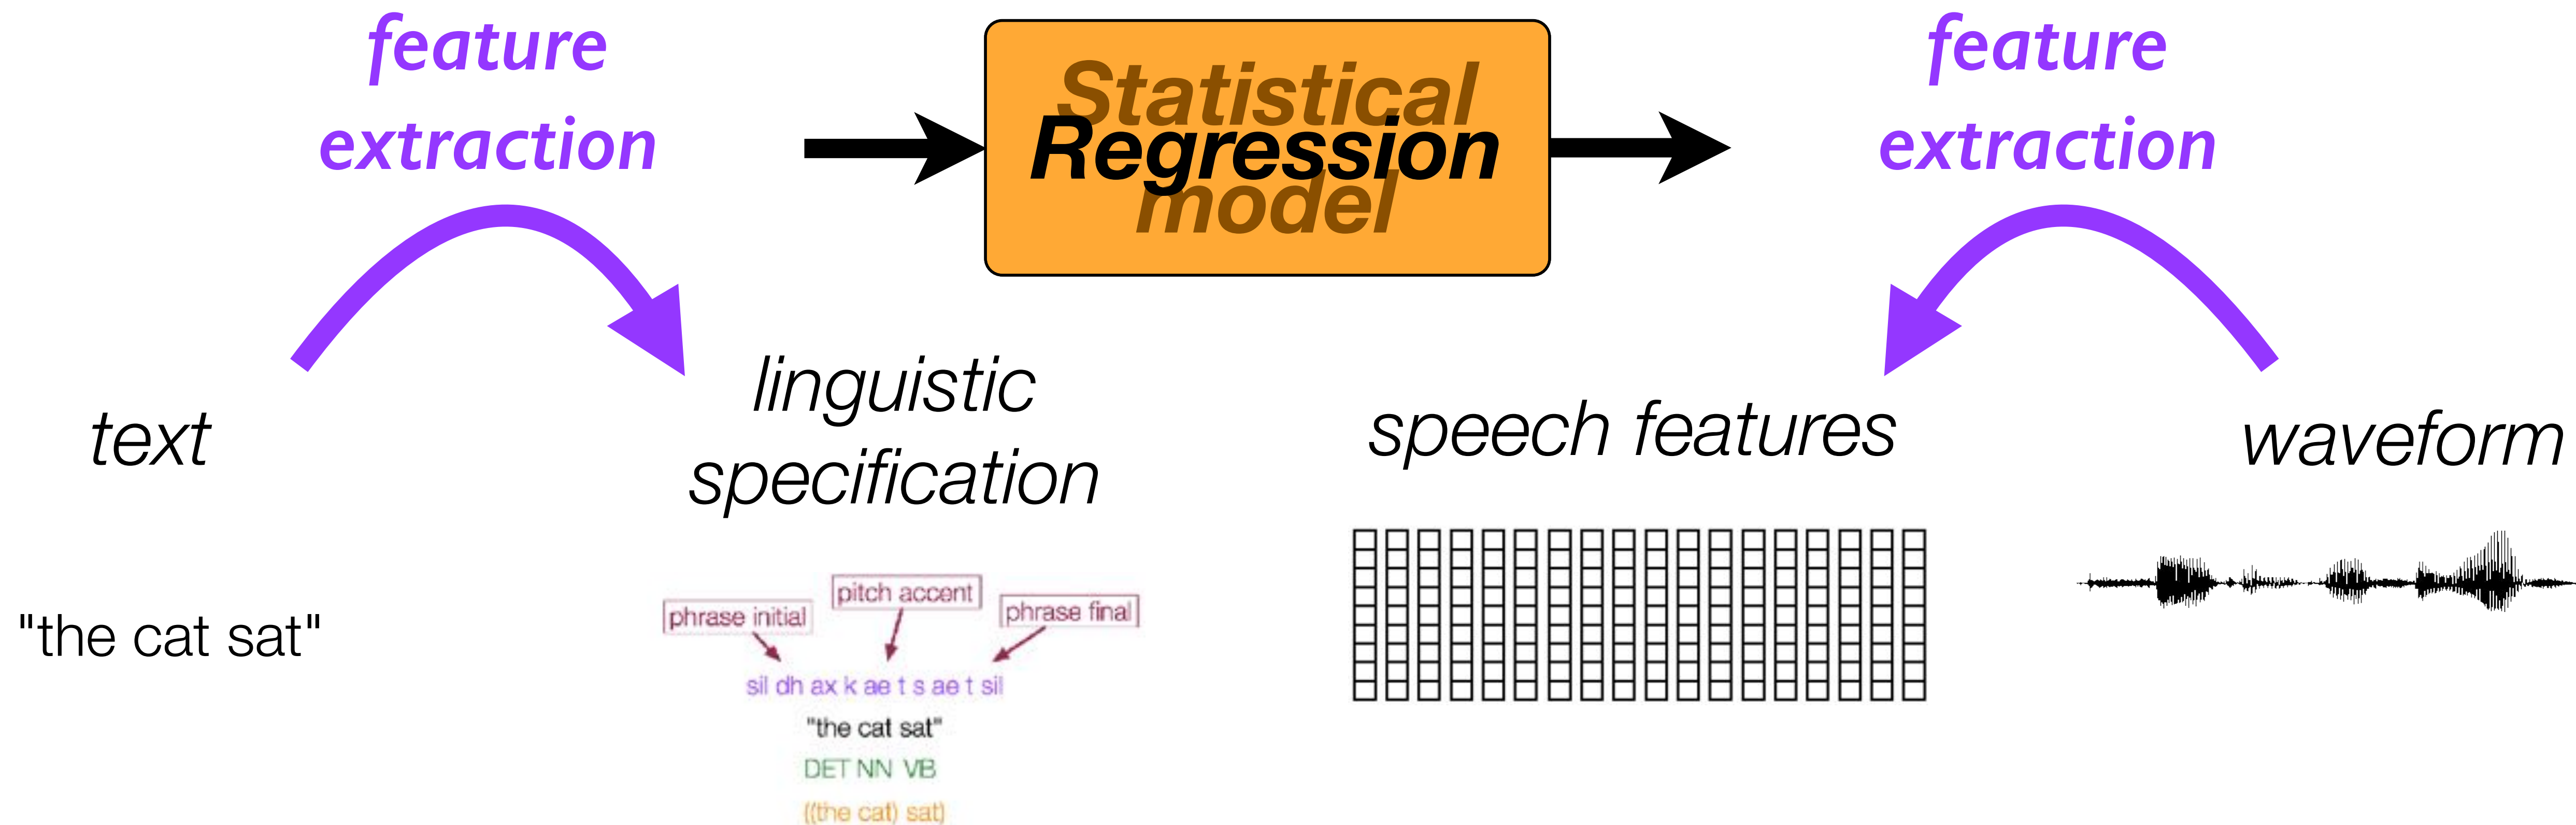 feature
extraction
Statistical
Regression
model
feature
extraction
text
linguistic
specification
speech features
waveform
"the cat sat"
phrase initial
pitch accent
phrase final
sil dh ax k ae t s ae t sil
"the cat sat"
DET NN VB
((the cat) sat)